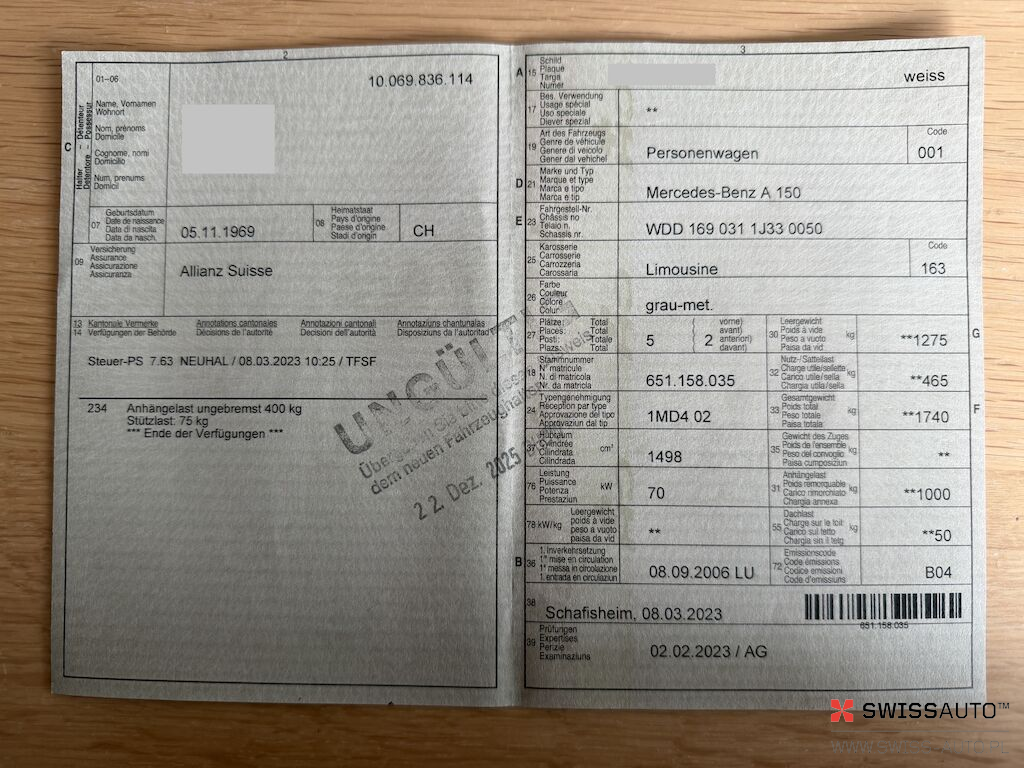 2
01–06
10.069.836.114
C
Halter – Détenteur
Detentore – Possessur
Name, Vornamen
Wohnort
Nom, prénoms
Domicile
Cognome, nomi
Domicilio
Num, prenums
Domicil
07
Geburtsdatum
Date de naissance
Data di nascita
Data da nasch.
05.11.1969
08
Heimatstaat
Pays d'origine
Paese d'origine
Stadi d'origin
CH
09
Versicherung
Assurance
Assicurazione
Assicuranza
Allianz Suisse
13 Kantonale Vermerke Annotations cantonales Annotazioni cantonali Annotaziuns chantunalas
14 Verfügungen der Behörde Décisions de l'autorité Decisioni dell'autorità Disposiziuns da l'autoritad
Steuer-PS 7.63 NEUHAL / 08.03.2023 10:25 / TFSF
234 Anhängelast ungebremst 400 kg
Stützlast: 75 kg
*** Ende der Verfügungen ***
UNGÜLTIG
dem neuen
22. Dez. 2025
3
A 15
Schild
Plaque
Targa
Numer
weiss
17
Bes. Verwendung
Usage spécial
Uso speciale
Diever spezial
**
19
Art des Fahrzeugs
Genre de véhicule
Genere di veicolo
Gener dal vehichel
Personenwagen
Code
001
D 21
Marke und Typ
Marque et type
Marca e tipo
Marca e tip
Mercedes-Benz A 150
E 23
Fahrgestell-Nr.
Châssis no
Telaio n.
Schassis nr.
WDD 169 031 1J33 0050
25
Karosserie
Carrosserie
Carrozzeria
Carossaria
Limousine
Code
163
26
Farbe
Couleur
Colore
Colur
grau-met.
27
Plätze: Total
Places: Total
Posti: Totale
Plazs: Total
5
2
vorne)
avant)
anteriori)
davant)
30
Leergewicht
Poids à vide
Peso a vuoto
Paisa da vid
kg
**1275
G
18
Stammnummer
N° matricule
N. di matricola
Nr. da matricla
651.158.035
32
Nutz-/Sattellast
Charge utile/sellette
Carico utile/sella
Chargia utila/sella
kg
**465
24
Typengenehmigung
Réception par type
Approvazione del tipo
Approvaziun dal tip
1MD4 02
33
Gesamtgewicht
Poids total
Peso totale
Paisa totala
kg
**1740
F
37
Hubraum
Cylindrée
Cilindrata
Cilindrada
cm³
1498
35
Gewicht des Zuges
Poids de l'ensemble
Peso del convoglio
Paisa cumposiziun
kg
**
76
Leistung
Puissance
Potenza
Prestaziun
kW
70
31
Anhängelast
Poids remorquable
Carico rimorchiato
Chargia annexa
kg
**1000
78 kW/kg
Leergewicht
poids à vide
peso a vuoto
paisa da vid
**
55
Dachlast
Charge sur le toit
Carico sul tetto
Chargia sin il tetg
kg
**50
B 36
1. Inverkehrsetzung
1re mise en circulation
1a messa in circolazione
1. entrada en circulaziun
08.09.2006 LU
72
Emissionscode
Code émissions
Codice emissioni
Code d'emissiuns
B04
38
Schafisheim, 08.03.2023
651.158.035
39
Prüfungen
Expertises
Perizie
Examinaziuns
02.02.2023 / AG
SWISSAUTO™